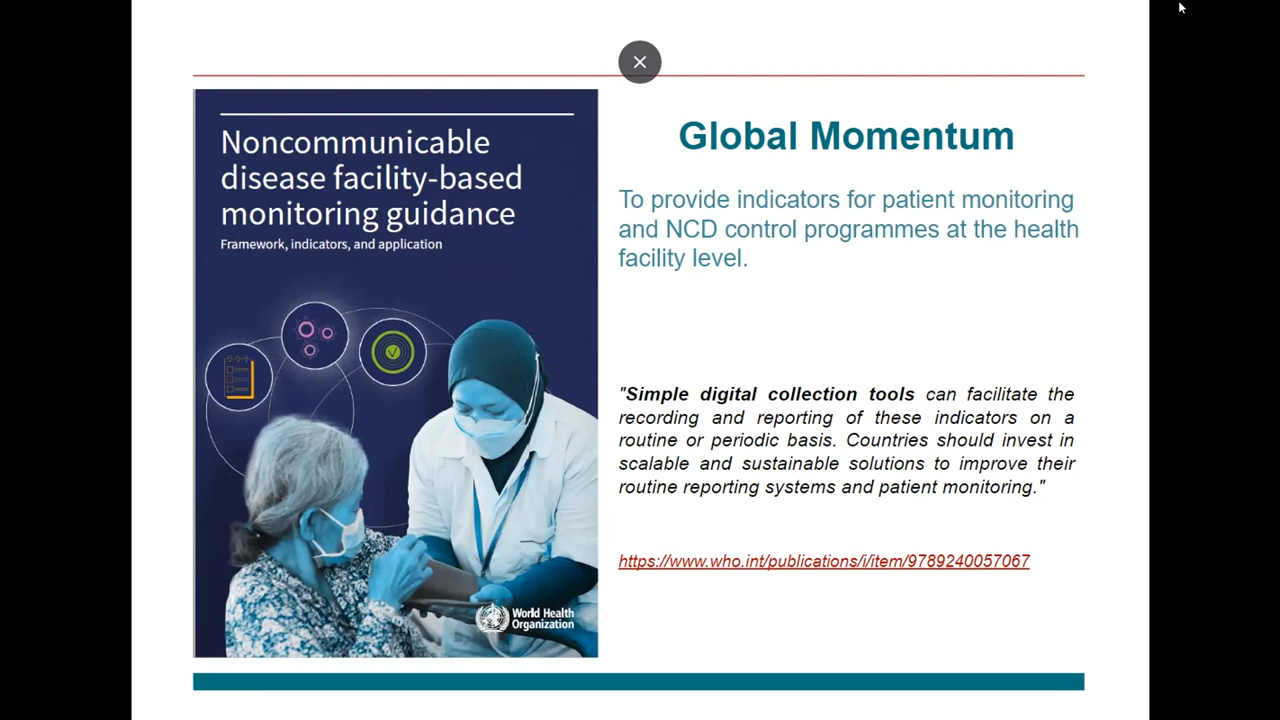 Noncommunicable
disease facility-based
monitoring guidance
Framework, indicators, and application
World Health
Organization
Global Momentum
To provide indicators for patient monitoring
and NCD control programmes at the health
facility level.
"Simple digital collection tools can facilitate the
recording and reporting of these indicators on a
routine or periodic basis. Countries should invest in
scalable and sustainable solutions to improve their
routine reporting systems and patient monitoring."
https://www.who.int/publications/i/item/9789240057067